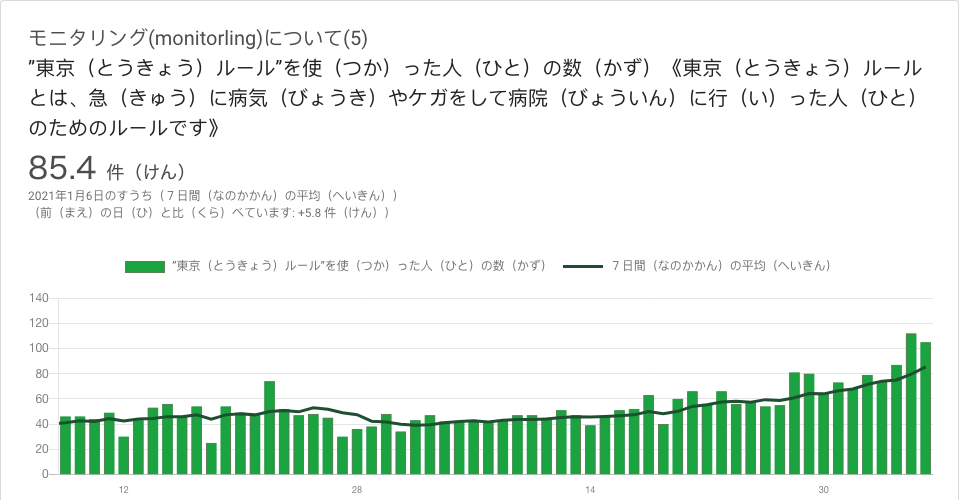 モニタリング(monitorling)について(5)
”東京（とうきょう）ルール”を使（つか）った人（ひと）の数（かず）《東京（とうきょう）ルール
とは、急（きゅう）に病気（びょうき）やケガをして病院（びょういん）に行（い）った人（ひと）
のためのルールです》
85.4 件（けん）
2021年1月6日のすうち（７日間（なのかかん）の平均（へいきん））
（前（まえ）の日（ひ）と比（くら）べています: +5.8 件（けん））
”東京（とうきょう）ルール”を使（つか）った人（ひと）の数（かず） ７日間（なのかかん）の平均（へいきん）
140
120
100
80
60
40
20
0
12 28 14 30